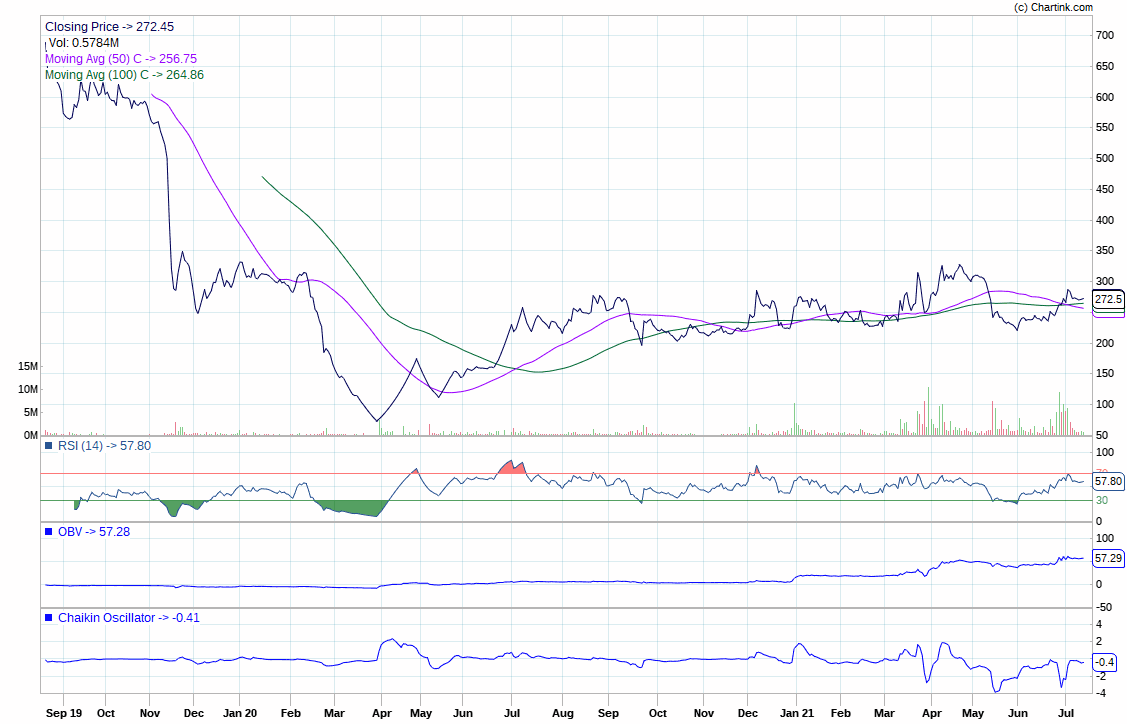 (c) Chartink.com
Closing Price -> 272.45
Vol: 0.5784M
Moving Avg (50) C -> 256.75
Moving Avg (100) C -> 264.86
700
650
600
550
500
450
400
350
300
272.5
200
150
100
50
15M
10M
5M
0M
RSI (14) -> 57.80
100
70
57.80
30
0
OBV -> 57.28
100
57.29
0
-50
Chaikin Oscillator -> -0.41
4
2
-0.4
-2
-4
Sep 19 Oct Nov Dec Jan 20 Feb Mar Apr May Jun Jul Aug Sep Oct Nov Dec Jan 21 Feb Mar Apr May Jun Jul